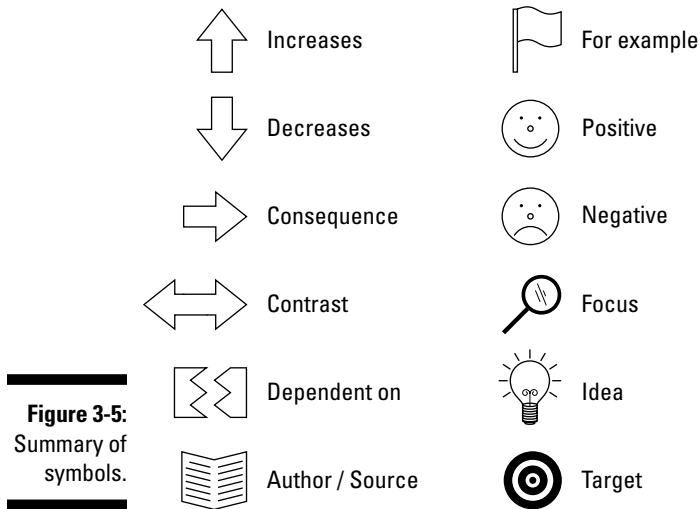 Increases
For example
Decreases
Positive
Consequence
Negative
Contrast
Focus
Dependent on
Idea
Author / Source
Target
Figure 3-5:
Summary of
symbols.